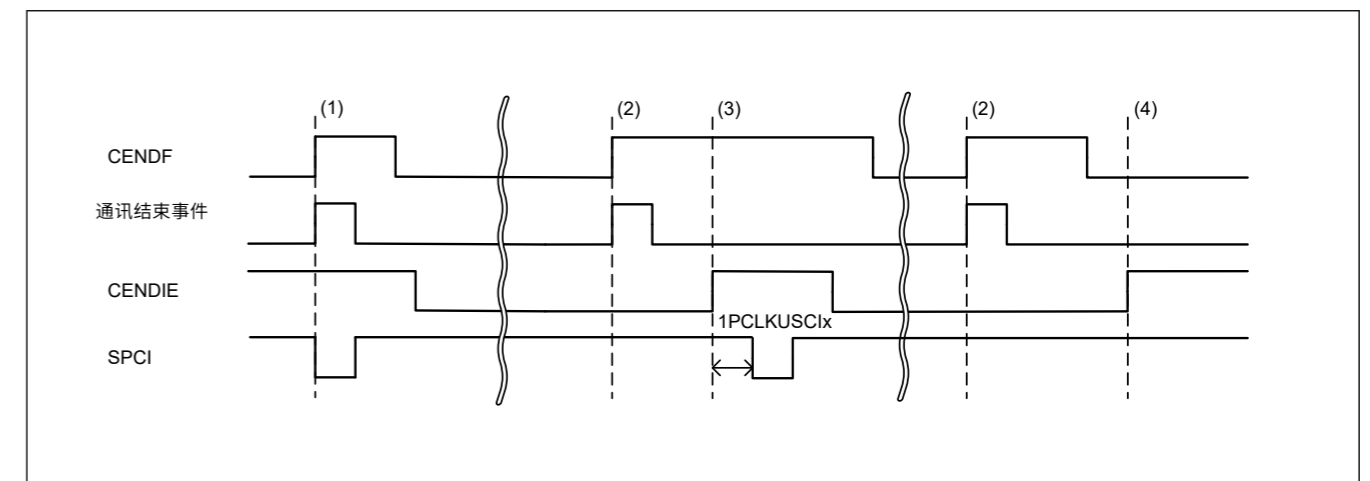 (1)
(2)
(3)
(2)
(4)
CENDF
通讯结束事件
CENDIE
1PCLKUSCIx
SPCI